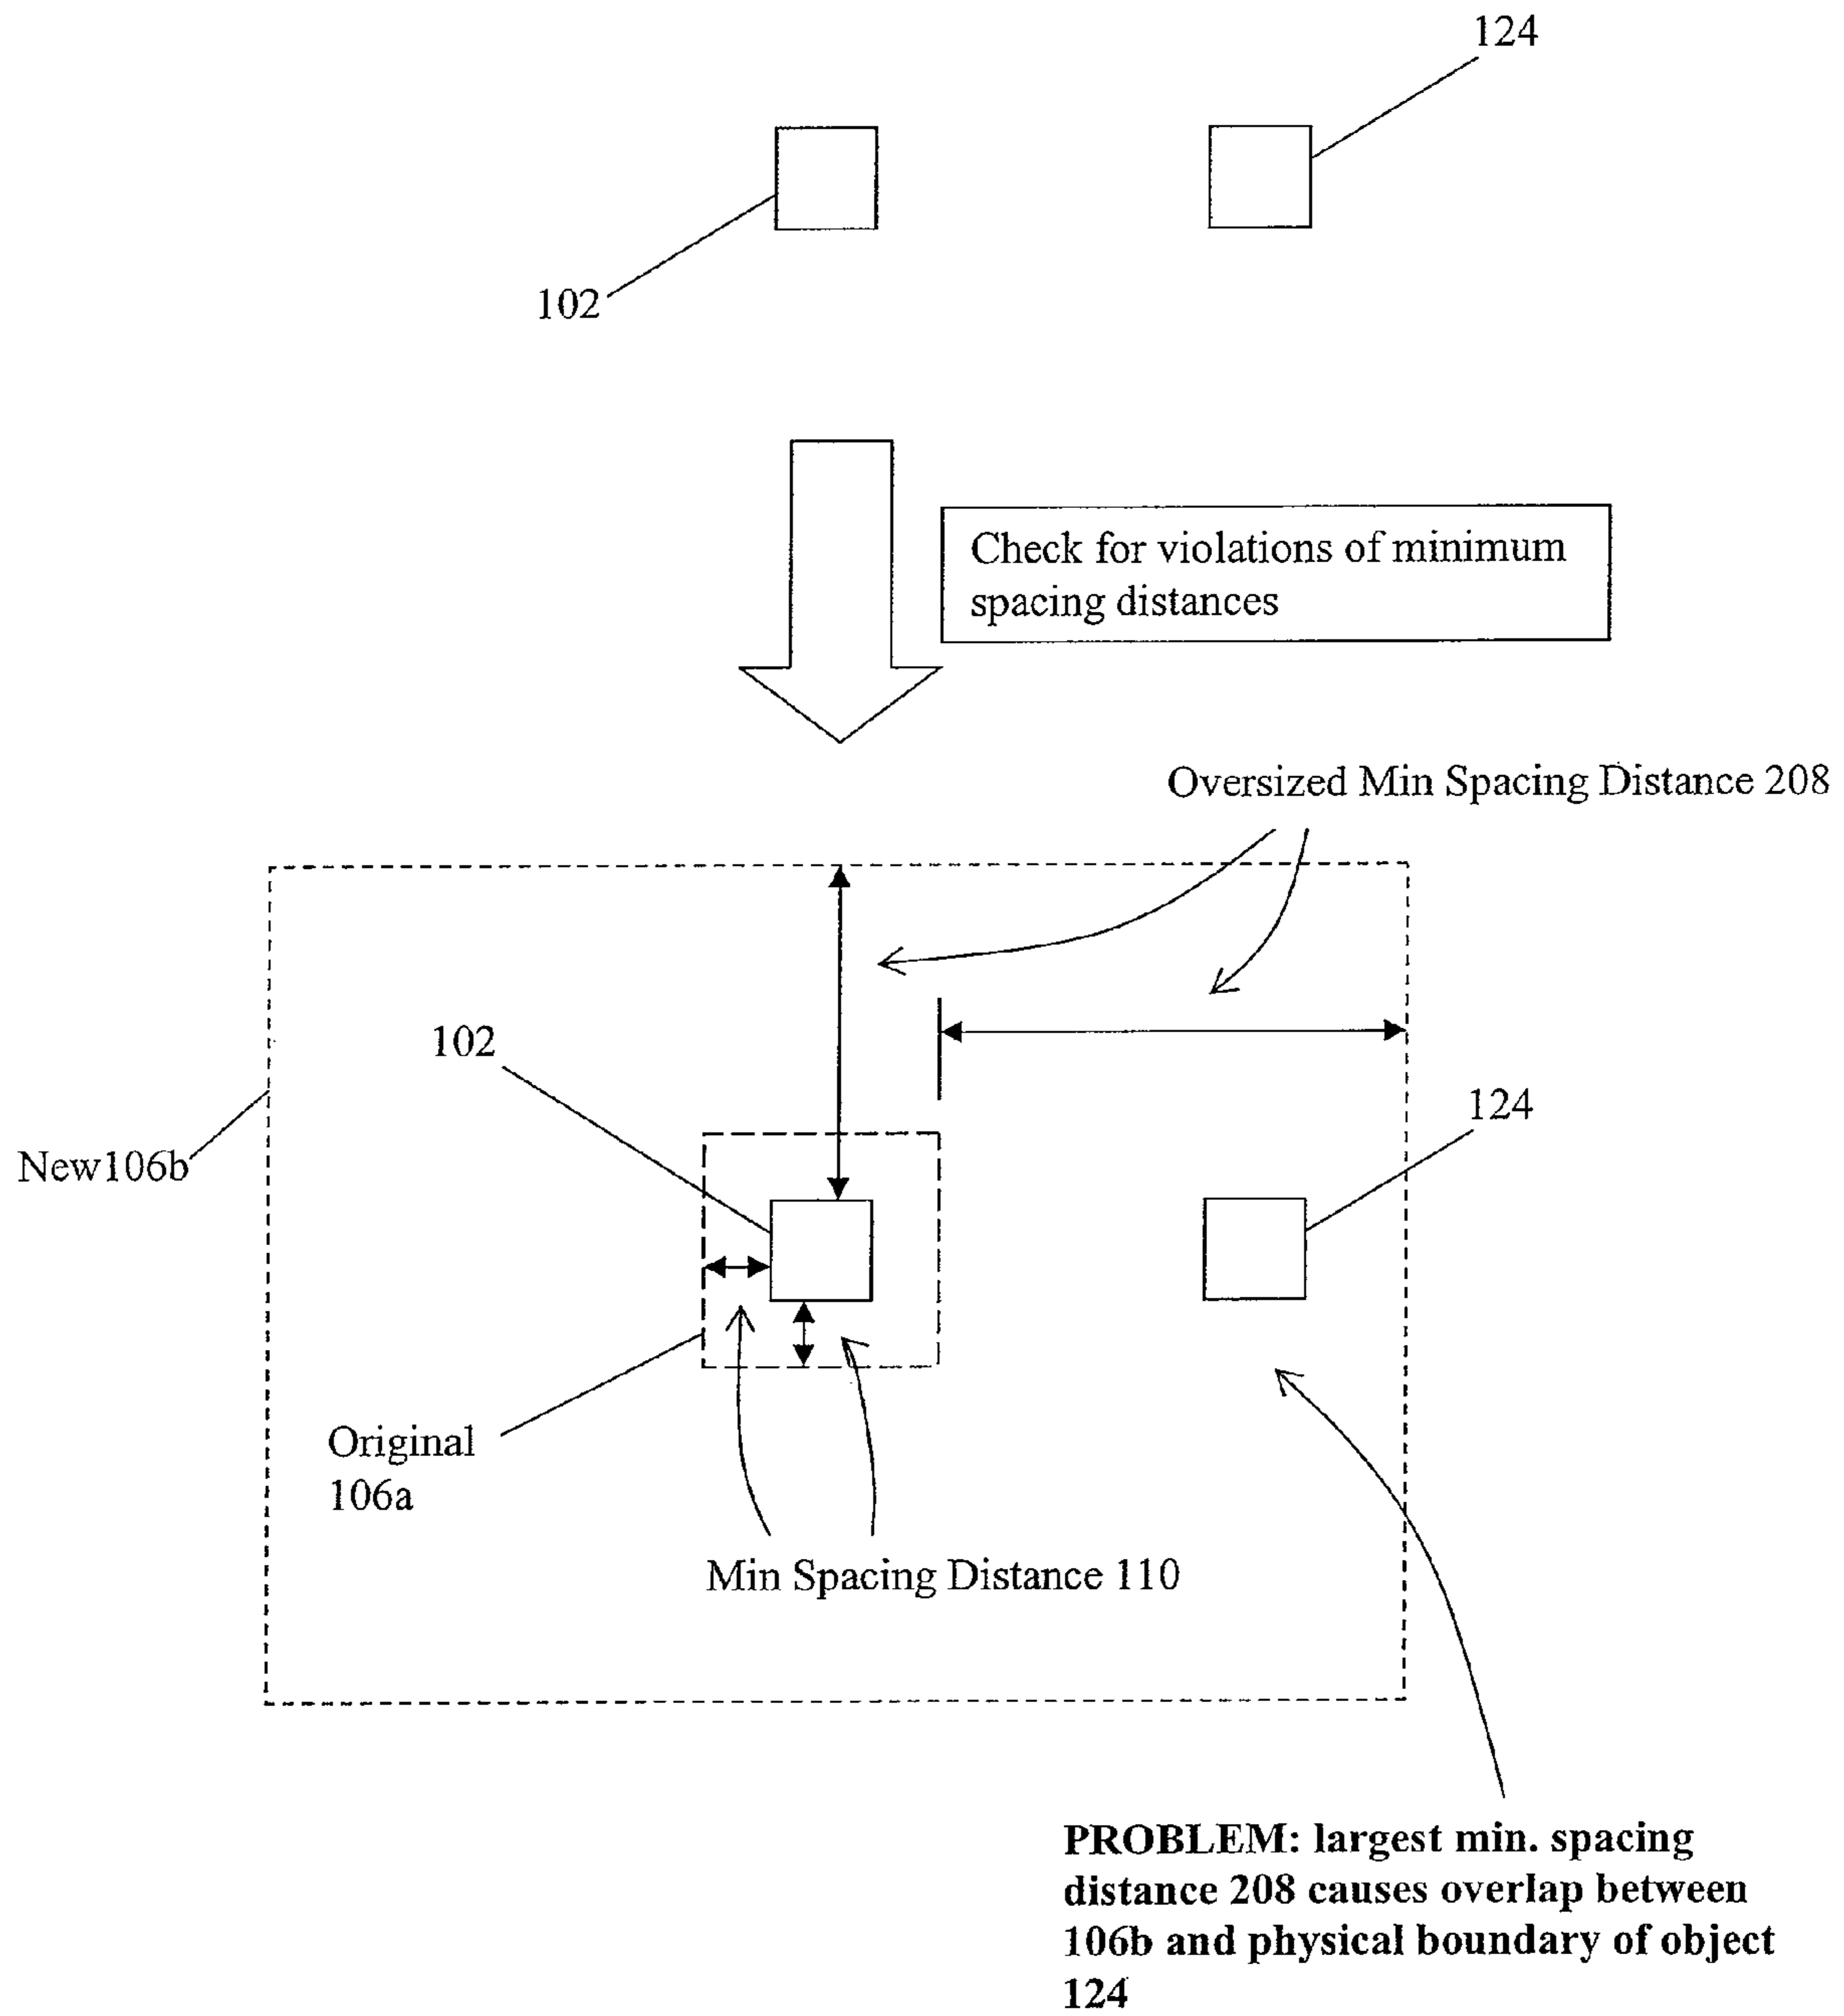 124
102
Check for violations of minimum
spacing distances
Oversized Min Spacing Distance 208
102
124
New106b
Original
106a
Min Spacing Distance 110
PROBLEM: largest min. spacing
distance 208 causes overlap between
106b and physical boundary of object
124